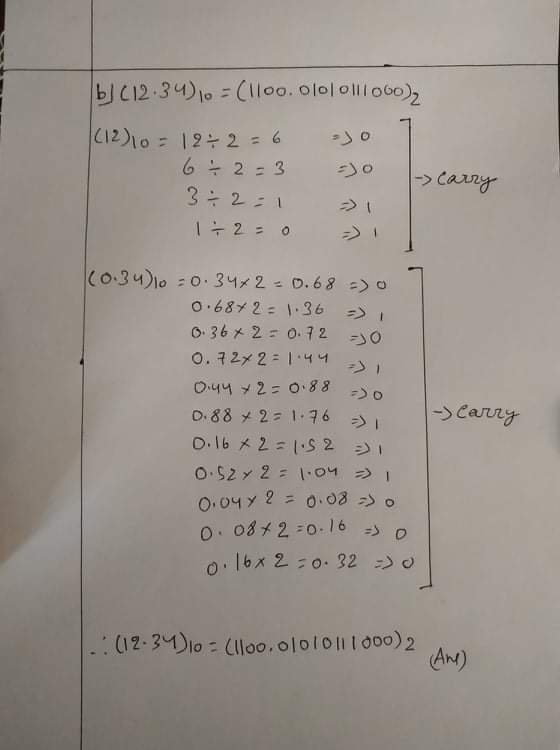 b) (12.34)10 = (1100.01010111000)2
(12)10 = 12 ÷ 2 = 6 => 0
6 ÷ 2 = 3 => 0
3 ÷ 2 = 1 => 1
1 ÷ 2 = 0 => 1
-> carry
(0.34)10 = 0.34 × 2 = 0.68 => 0
0.68 × 2 = 1.36 => 1
0.36 × 2 = 0.72 => 0
0.72 × 2 = 1.44 => 1
0.44 × 2 = 0.88 => 0
0.88 × 2 = 1.76 => 1
0.16 × 2 = 1.52 => 1
0.52 × 2 = 1.04 => 1
0.04 × 2 = 0.08 => 0
0.08 × 2 = 0.16 => 0
0.16 × 2 = 0.32 => 0
-> carry
∴ (12.34)10 = (1100.01010111000)2 (Ans)